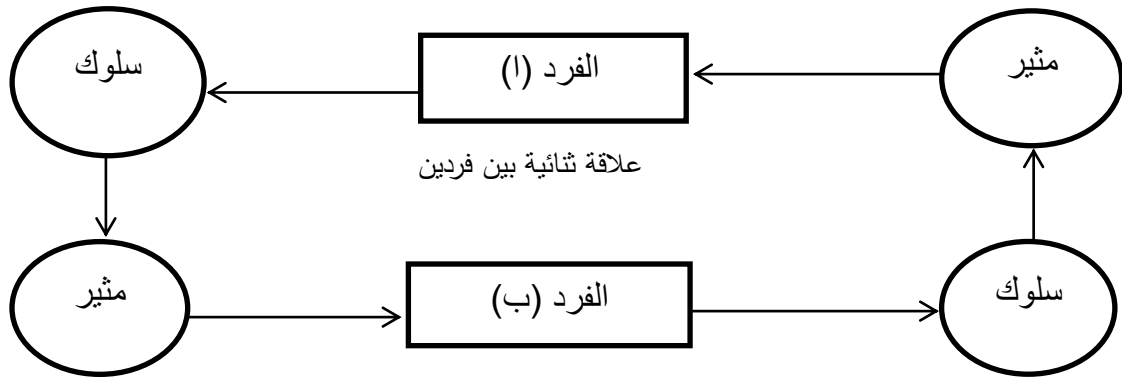 مثير
الفرد (ا)
سلوك
علاقة ثنائية بين فردين
سلوك
الفرد (ب)
مثير